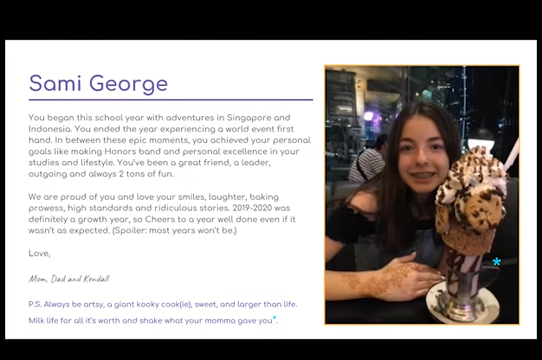 Sami George
You began this school year with adventures in Singapore and
Indonesia. You ended the year experiencing a world event first
hand. In between these epic moments, you achieved your personal
goals like making Honors band and personal excellence in your
studies and lifestyle. You've been a great friend, a leader,
outgoing and always 2 tons of fun.
We are proud of you and love your smiles, laughter, baking
prowess, high standards and ridiculous stories. 2019-2020 was
definitely a growth year, so Cheers to a year well done even if it
wasn't as expected. (Spoiler: most years won't be.)
Love,
Mom, Dad and Kendall
P.S. Always be artsy, a giant kooky cook(ie), sweet, and larger than life.
Milk life for all it's worth and shake what your momma gave you*.
*